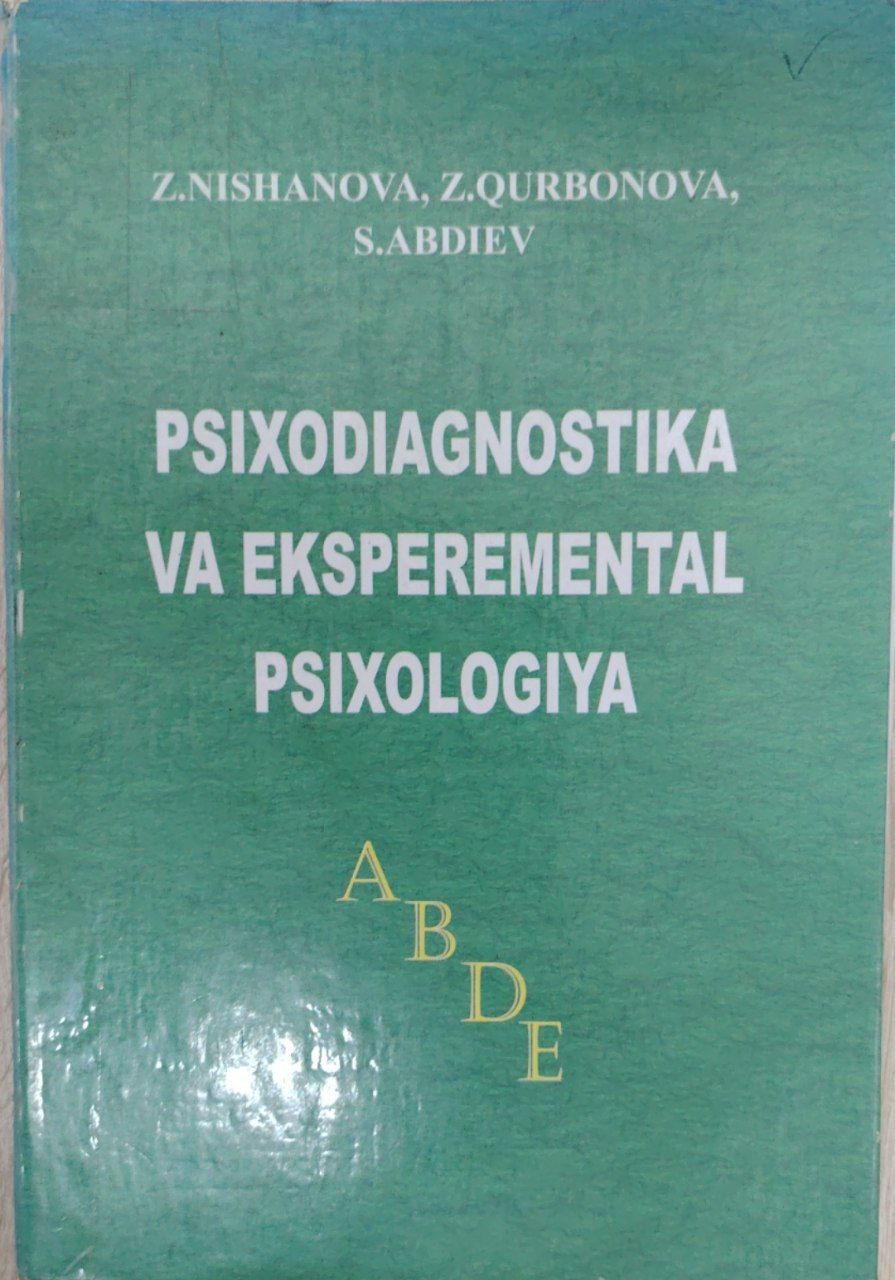 Z.NISHANOVA, Z.QURBONOVA,
S.ABDIEV
PSIXODIAGNOSTIKA
VA EKSPEREMENTAL
PSIXOLOGIYA
A
B
D
E